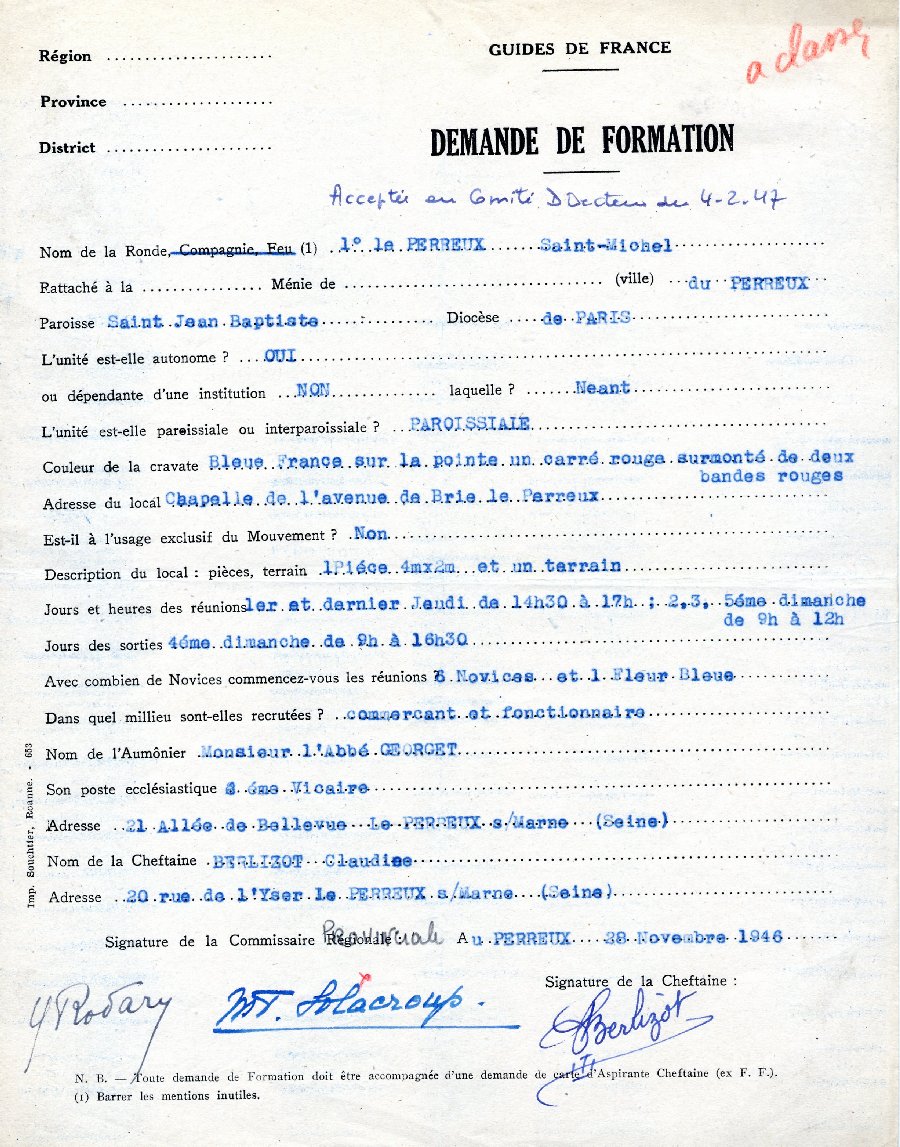 GUIDES DE FRANCE
a classer
Région ......................
Province ....................
District ......................
DEMANDE DE FORMATION
Acceptée en Comité Directeur du 4-2-47
Nom de la Ronde, Compagnie, Feu (1) 1° le PERREUX Saint-Michel
Rattaché à la ................ Ménie de .................................. (ville) du PERREUX
Paroisse Saint Jean Baptiste Diocèse de PARIS
L'unité est-elle autonome ? OUI
ou dépendante d'une institution NON laquelle ? Neant
L'unité est-elle paroissiale ou interparoissiale ? PAROISSIALE
Couleur de la cravate Bleue France sur la pointe un carré rouge surmonté de deux
bandes rouges
Adresse du local Chapelle de l'avenue de Brie le Perreux
Est-il à l'usage exclusif du Mouvement ? Non
Description du local : pièces, terrain 1Piéce 4mx2m et un terrain
Jours et heures des réunions 1er et dernier Jeudi de 14h30 à 17h ; 2,3, 5éme dimanche
de 9h à 12h
Jours des sorties 4éme dimanche de 9h à 16h30
Avec combien de Novices commencez-vous les réunions ? 6 Novices et 1 Fleur Bleue
Dans quel millieu sont-elles recrutées ? commercant et fonctionnaire
Nom de l'Aumônier Monsieur l'Abbé GEORGET
Son poste ecclésiastique éme Vicaire
Adresse 21 Allée de Bellevue Le PERREUX s/Marne (Seine)
Nom de la Cheftaine BERLIZOT Claudine
Adresse 20 rue de l'Yser Le PERREUX s/Marne (Seine)
Signature de la Commissaire Régionale : Provinciale Au PERREUX 28 Novembre 1946
Signature de la Cheftaine :
Y Rodary
MT. Solacroup.
Berlizot
N. B. — Toute demande de Formation doit être accompagnée d'une demande de carte d'Aspirante Cheftaine (ex F. F.).
(1) Barrer les mentions inutiles.
Imp. Souchier, Roanne. - 653